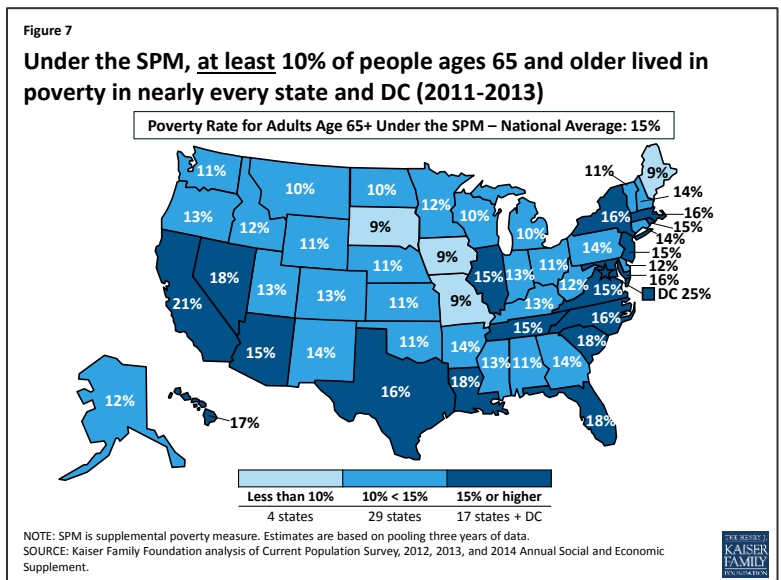 Figure 7
Under the SPM, at least 10% of people ages 65 and older lived in
poverty in nearly every state and DC (2011-2013)
Poverty Rate for Adults Age 65+ Under the SPM – National Average: 15%
11%
10%
10%
12%
10%
10%
11%
9%
14%
13%
12%
11%
9%
16%
16%
15%
14%
15%
12%
16%
DC 25%
14%
18%
21%
13%
13%
11%
9%
15%
13%
11%
12%
15%
11%
9%
13%
16%
15%
14%
11%
14%
15%
18%
16%
18%
13%
11%
14%
18%
12%
17%
Less than 10%
10% < 15%
15% or higher
4 states
29 states
17 states + DC
NOTE: SPM is supplemental poverty measure. Estimates are based on pooling three years of data.
SOURCE: Kaiser Family Foundation analysis of Current Population Survey, 2012, 2013, and 2014 Annual Social and Economic
Supplement.
THE HENRY J.
KAISER
FAMILY
FOUNDATION